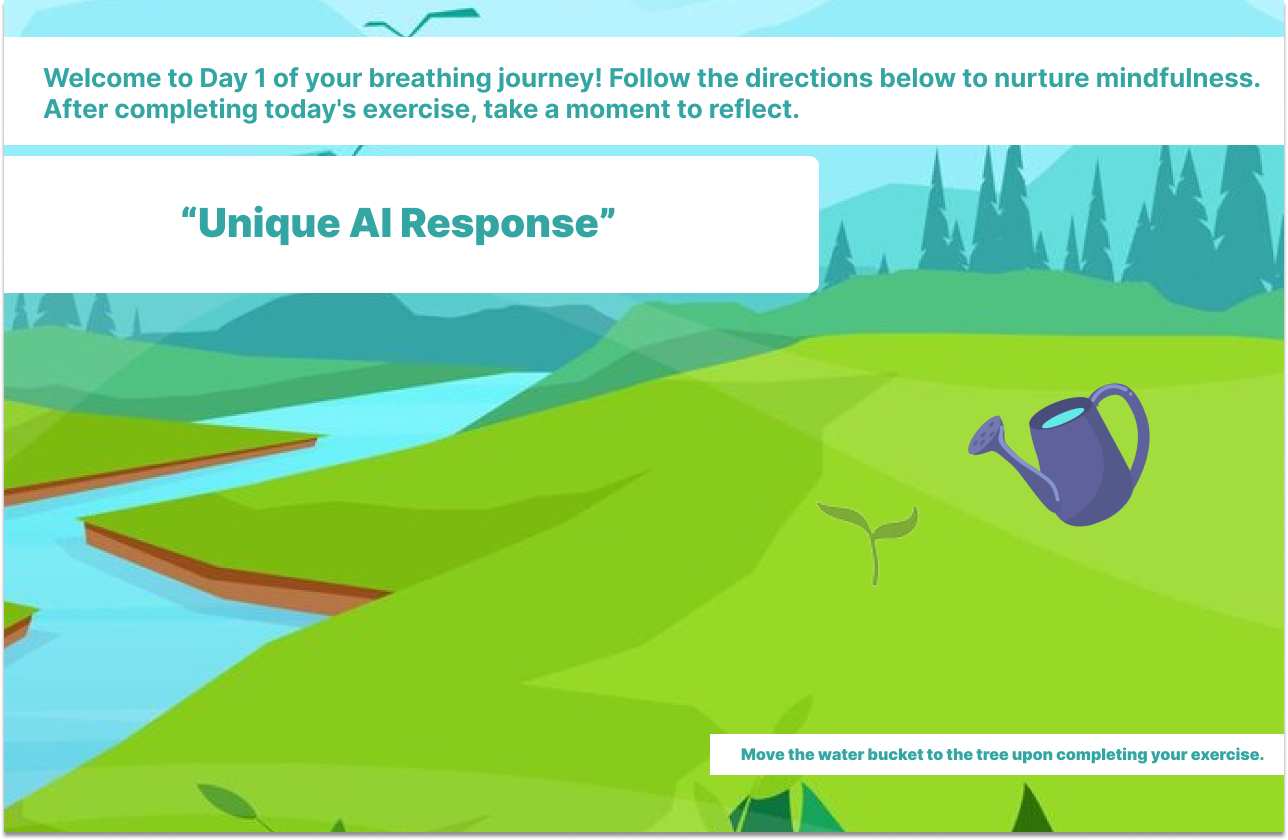 Welcome to Day 1 of your breathing journey! Follow the directions below to nurture mindfulness.
After completing today's exercise, take a moment to reflect.
“Unique AI Response”
Move the water bucket to the tree upon completing your exercise.